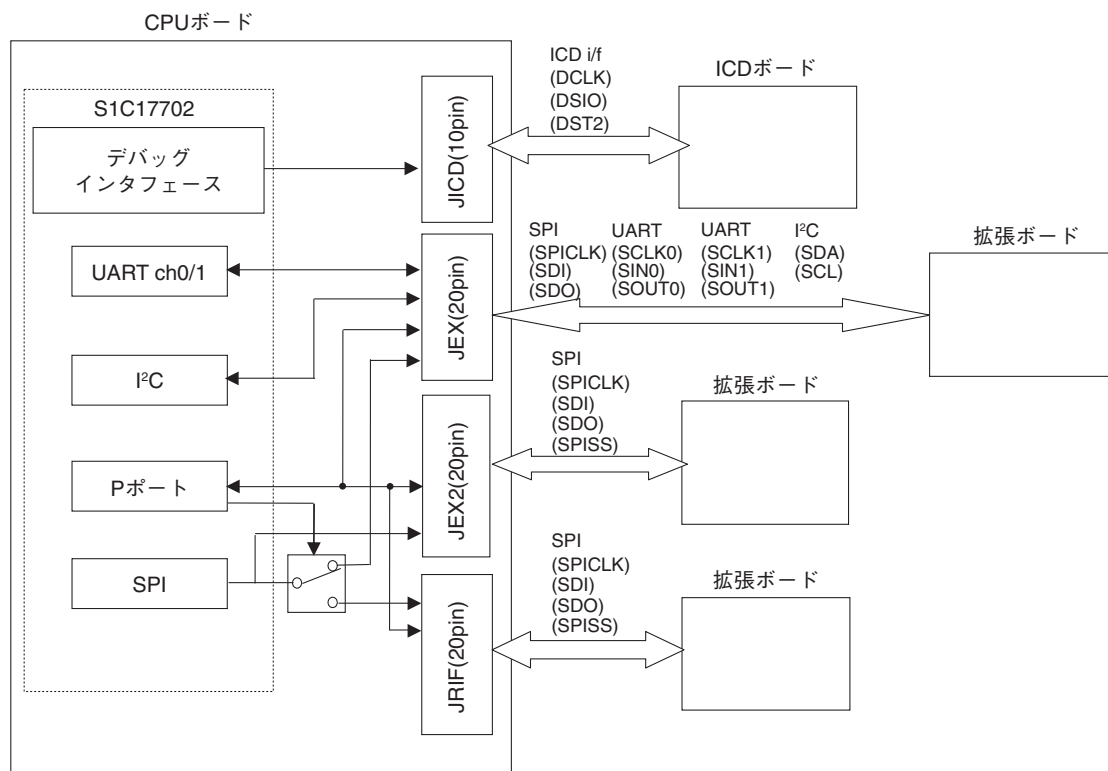 CPUボード
S1C17702
デバッグ
インタフェース
UART ch0/1
I²C
Pポート
SPI
JICD(10pin)
JEX(20pin)
JEX2(20pin)
JRIF(20pin)
ICD i/f
(DCLK)
(DSIO)
(DST2)
ICDボード
SPI
(SPICLK)
(SDI)
(SDO)
UART
(SCLK0)
(SIN0)
(SOUT0)
UART
(SCLK1)
(SIN1)
(SOUT1)
I²C
(SDA)
(SCL)
拡張ボード
SPI
(SPICLK)
(SDI)
(SDO)
(SPISS)
拡張ボード
SPI
(SPICLK)
(SDI)
(SDO)
(SPISS)
拡張ボード